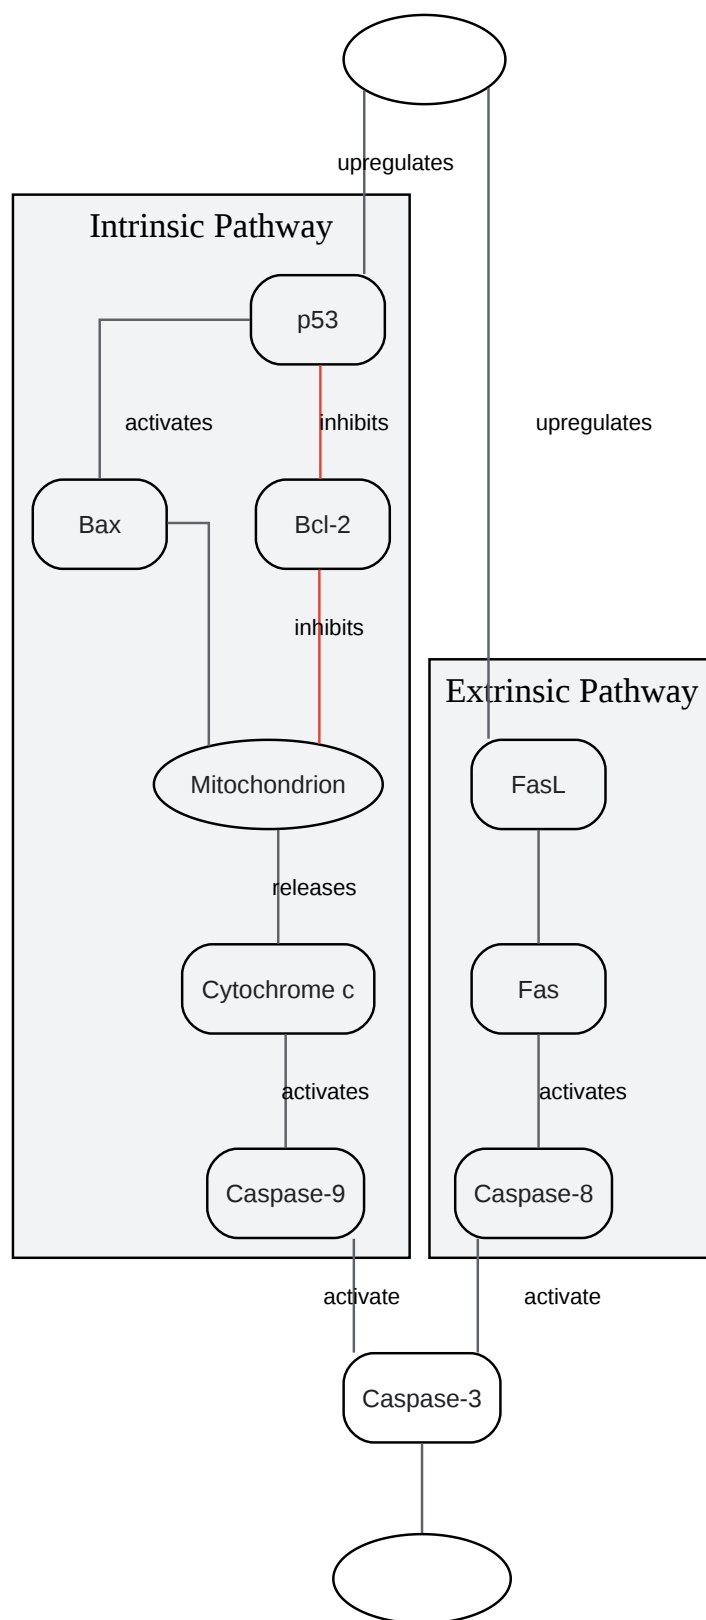 upregulates
Intrinsic Pathway
p53
activates
inhibits
upregulates
Bax
Bcl-2
inhibits
Extrinsic Pathway
Mitochondrion
FasL
releases
Cytochrome c
Fas
activates
activates
Caspase-9
Caspase-8
activate
activate
Caspase-3